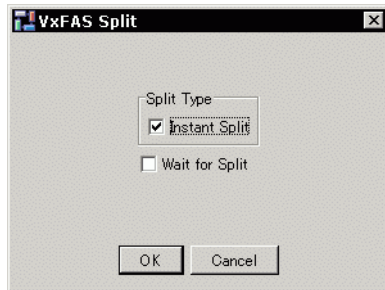 VxFAS Split
Split Type
Instant Split
Wait for Split
OK
Cancel